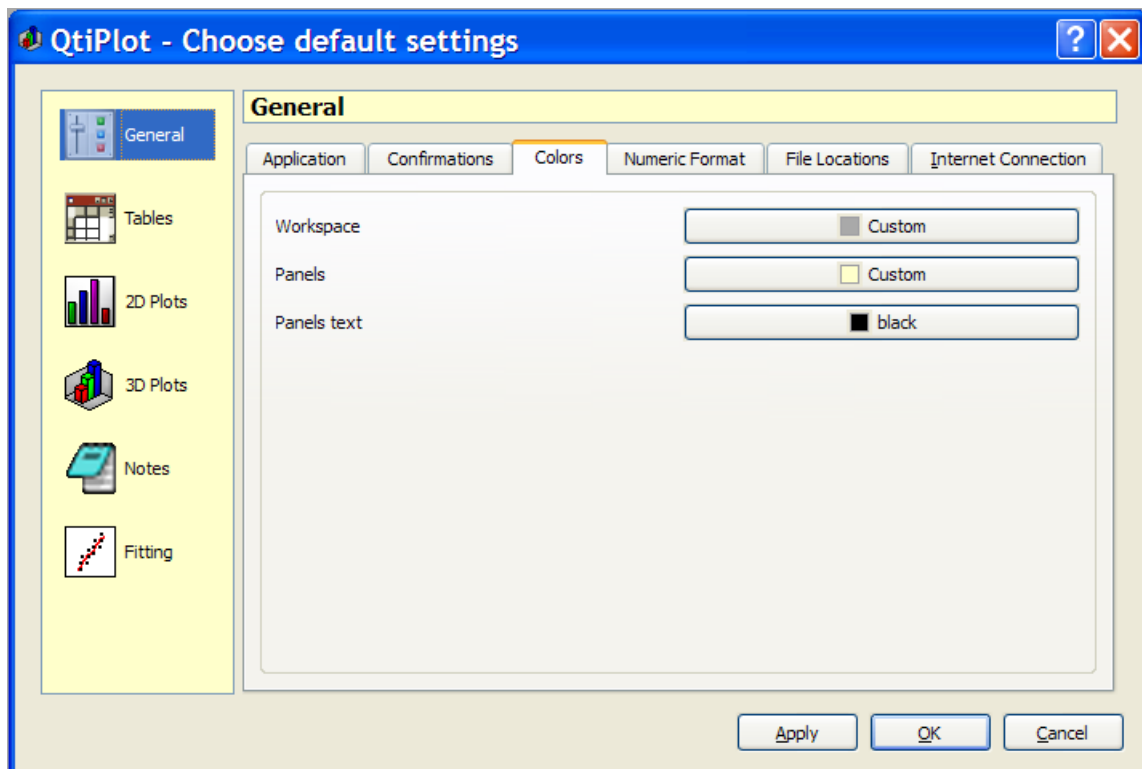 QtiPlot - Choose default settings
General
Tables
2D Plots
3D Plots
Notes
Fitting
General
Application Confirmations Colors Numeric Format File Locations Internet Connection
Workspace Custom
Panels Custom
Panels text black
Apply OK Cancel